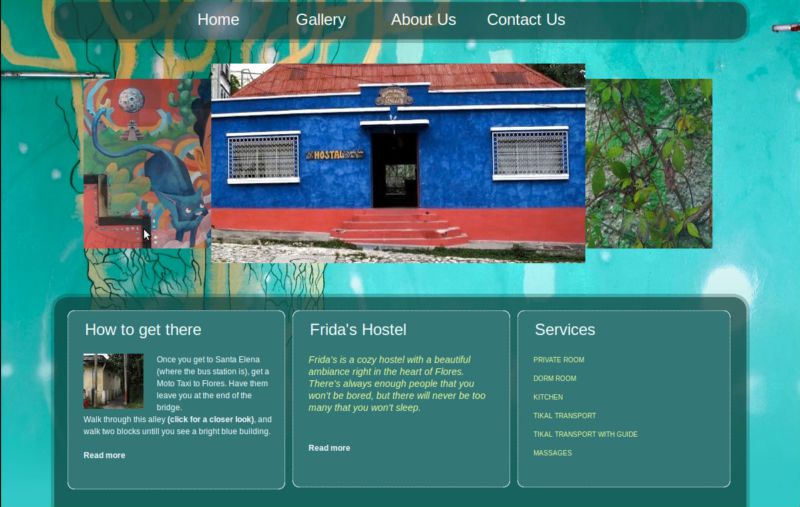 Home Gallery About Us Contact Us
HOSTAL
How to get there
Once you get to Santa Elena
(where the bus station is), get a
Moto Taxi to Flores. Have them
leave you at the end of the
bridge.
Walk through this alley (click for a closer look), and
walk two blocks untill you see a bright blue building.
Read more
Frida's Hostel
Frida's is a cozy hostel with a beautiful
ambiance right in the heart of Flores.
There's always enough people that you
won't be bored, but there will never be too
many that you won't sleep.
Read more
Services
PRIVATE ROOM
DORM ROOM
KITCHEN
TIKAL TRANSPORT
TIKAL TRANSPORT WITH GUIDE
MASSAGES